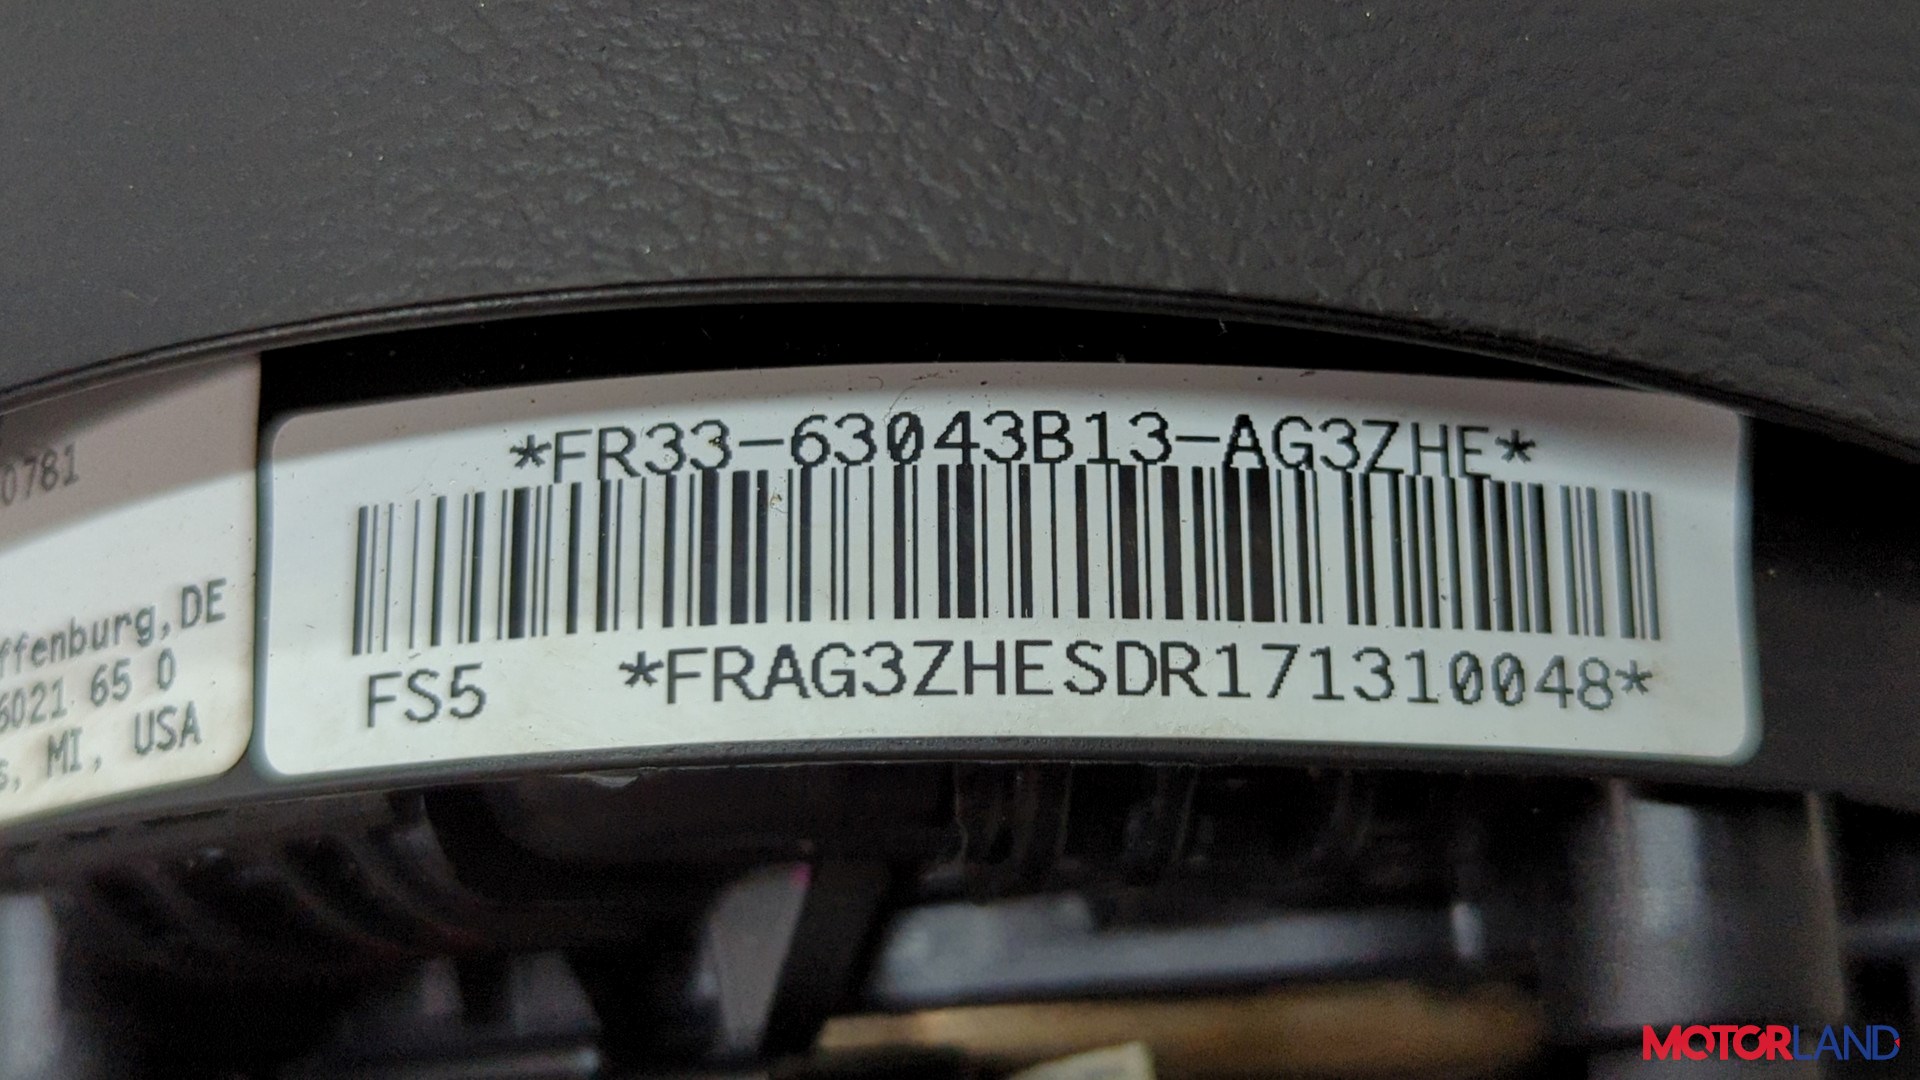 0781
ffenburg,DE
6021 65 0
s, MI, USA
*FR33-63043B13-AG3ZHE*
FS5 *FRAG3ZHESDR171310048*
MOTORLAND